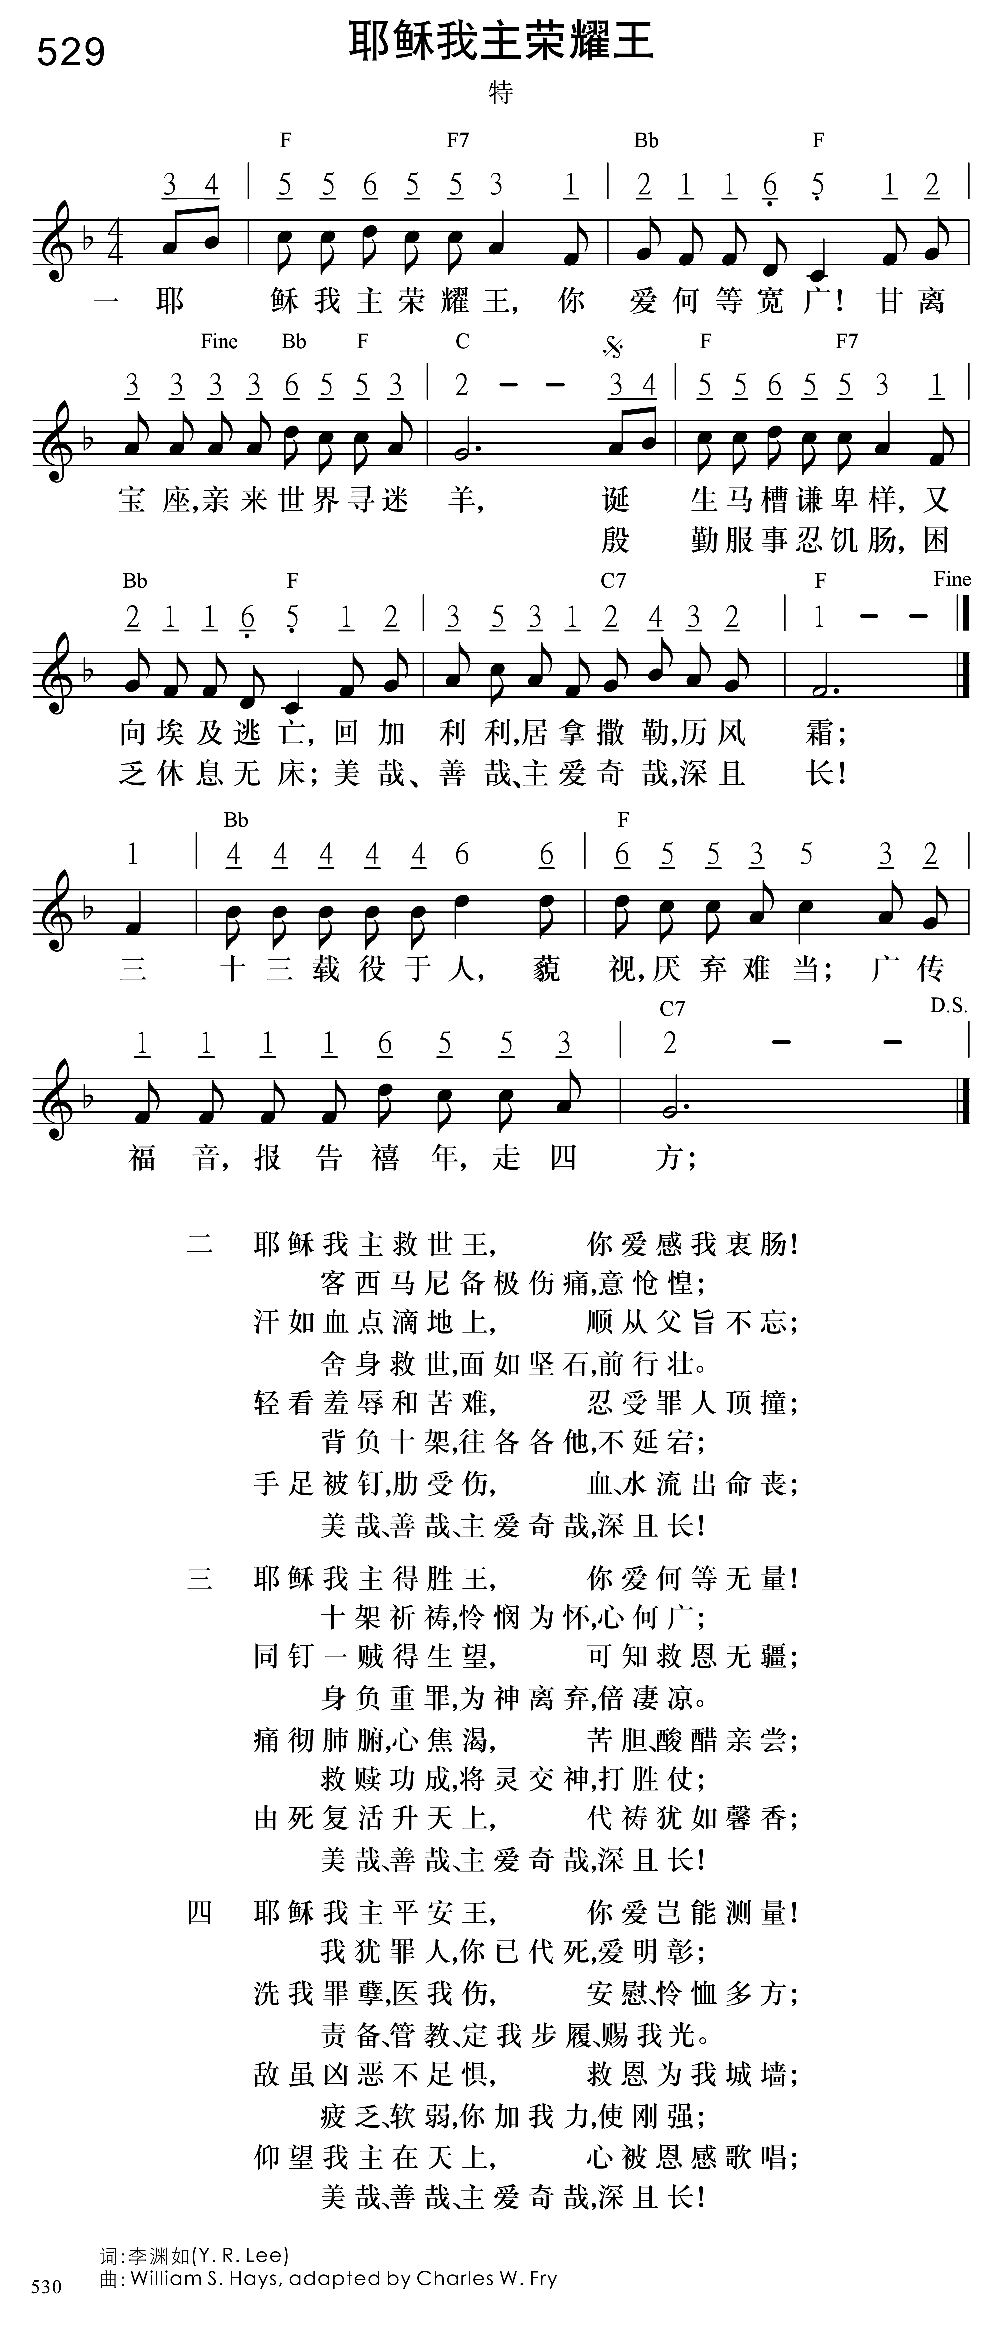 529
耶稣我主荣耀王
特
F F7 Bb F
3 4 | 5 5 6 5 5 3 1 | 2 1 1 6 5 1 2 |
4
4
一 耶 稣我主荣耀王, 你 爱何等宽广! 甘离
Fine Bb F C F F7
3 3 3 3 6 5 5 3 | 2 - - 3 4 | 5 5 6 5 5 3 1 |
宝座,亲来世界寻迷 羊, 诞 生马槽谦卑样, 又
殷 勤服事忍饥肠, 困
Bb F C7 F Fine
2 1 1 6 5 1 2 | 3 5 3 1 2 4 3 2 | 1 - -
向埃及逃亡, 回加 利利,居拿撒勒,历风 霜;
乏休息无床; 美哉、善哉、主爱奇哉,深且 长!
Bb F
1 | 4 4 4 4 4 6 6 | 6 5 5 3 5 3 2 |
三 十三载役于人, 藐 视,厌弃难当; 广传
C7 D.S.
1 1 1 1 6 5 5 3 | 2 - - |
福音, 报告禧年, 走四 方;
二 耶稣我主救世王, 你爱感我衷肠!
客西马尼备极伤痛,意怆惶;
汗如血点滴地上, 顺从父旨不忘;
舍身救世,面如坚石,前行壮。
轻看羞辱和苦难, 忍受罪人顶撞;
背负十架,往各各他,不延宕;
手足被钉,肋受伤, 血、水流出命丧;
美哉、善哉、主爱奇哉,深且长!
三 耶稣我主得胜王, 你爱何等无量!
十架祈祷,怜悯为怀,心何广;
同钉一贼得生望, 可知救恩无疆;
身负重罪,为神离弃,倍凄凉。
痛彻肺腑,心焦渴, 苦胆、酸醋亲尝;
救赎功成,将灵交神,打胜仗;
由死复活升天上, 代祷犹如馨香;
美哉、善哉、主爱奇哉,深且长!
四 耶稣我主平安王, 你爱岂能测量!
我犹罪人,你已代死,爱明彰;
洗我罪孽,医我伤, 安慰、怜恤多方;
责备、管教、定我步履、赐我光。
敌虽凶恶不足惧, 救恩为我城墙;
疲乏、软弱,你加我力,使刚强;
仰望我主在天上, 心被恩感歌唱;
美哉、善哉、主爱奇哉,深且长!
词:李渊如(Y. R. Lee)
曲: William S. Hays, adapted by Charles W. Fry
530